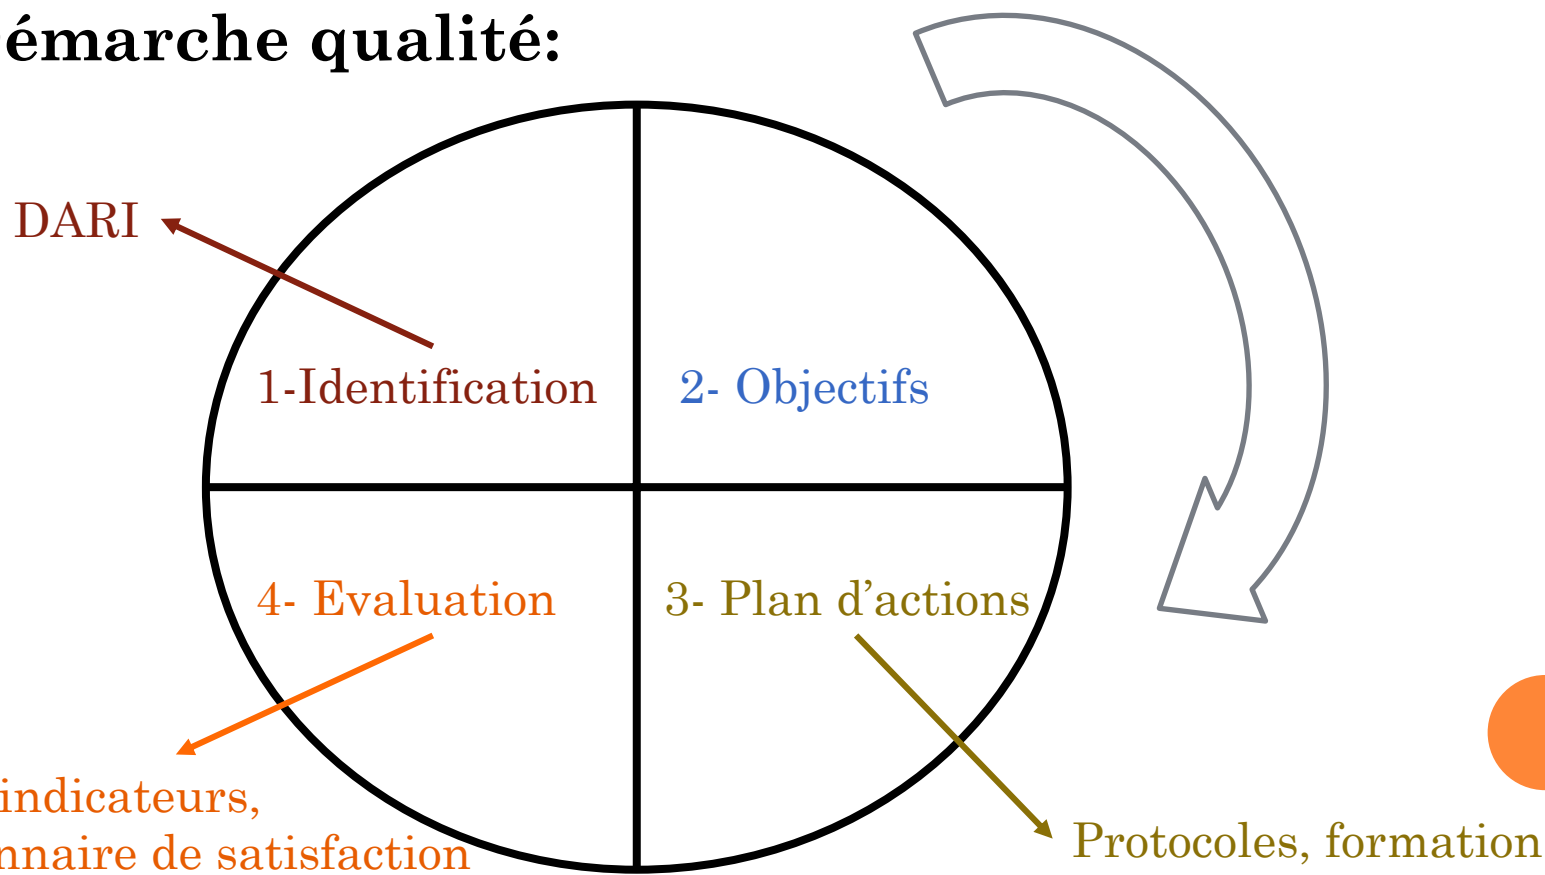 émarche qualité:
DARI
1-Identification
2- Objectifs
4- Evaluation
3- Plan d’actions
indicateurs,
nnaire de satisfaction
Protocoles, formation